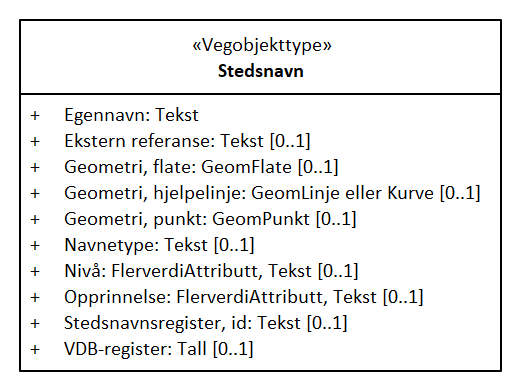 «Vegobjekttype»
Stedsnavn
+ Egennavn: Tekst
+ Ekstern referanse: Tekst [0..1]
+ Geometri, flate: GeomFlate [0..1]
+ Geometri, hjelpelinje: GeomLinje eller Kurve [0..1]
+ Geometri, punkt: GeomPunkt [0..1]
+ Navnetype: Tekst [0..1]
+ Nivå: FlerverdiAttributt, Tekst [0..1]
+ Opprinnelse: FlerverdiAttributt, Tekst [0..1]
+ Stedsnavnsregister, id: Tekst [0..1]
+ VDB-register: Tall [0..1]